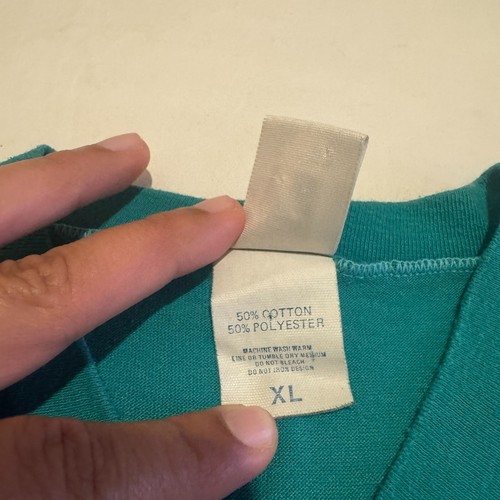 50% COTTON
50% POLYESTER
MACHINE WASH WARM
LINE OR TUMBLE DRY MEDIUM
DO NOT BLEACH
DO NOT IRON DESIGN
XL